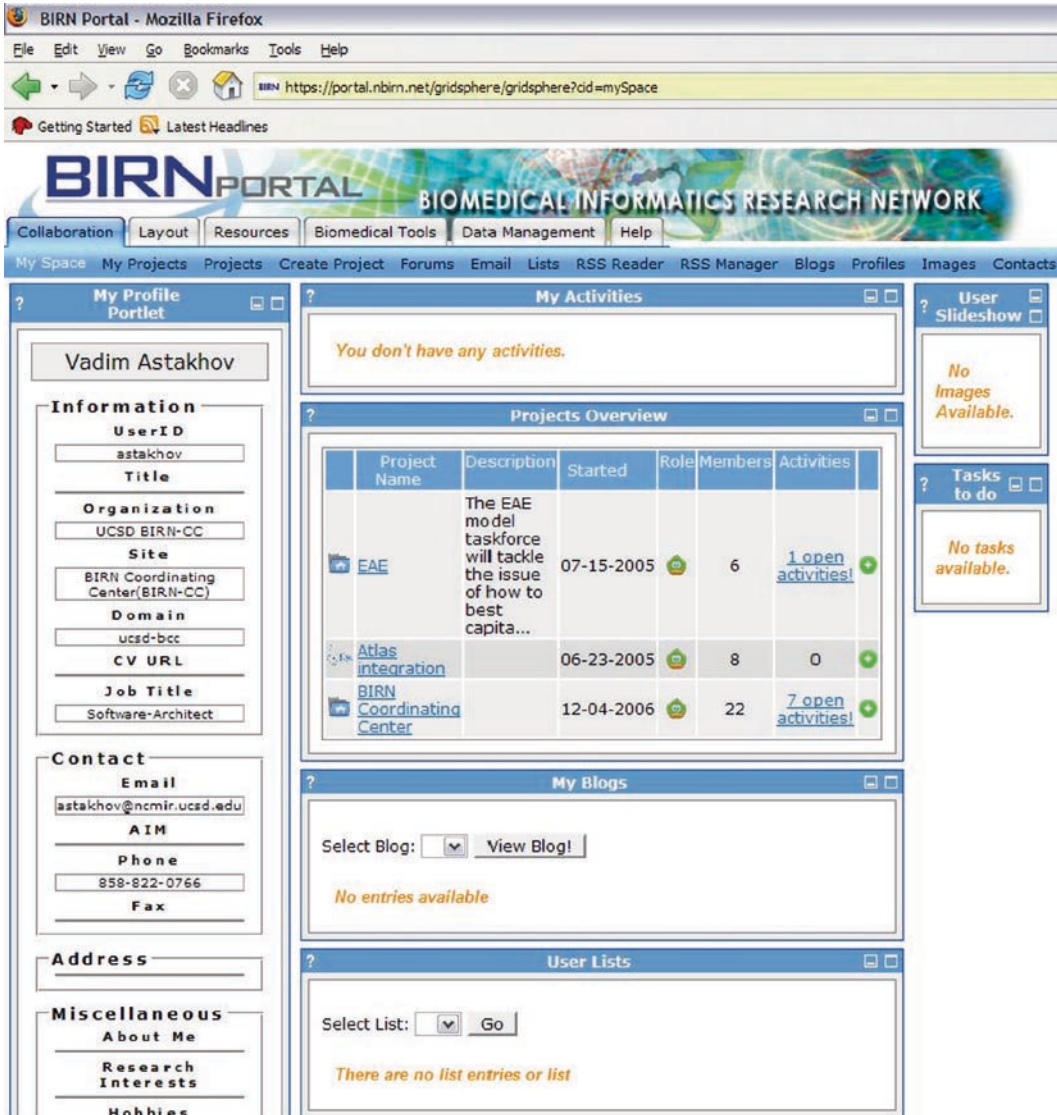 BIRN Portal - Mozilla Firefox
File Edit View Go Bookmarks Tools Help
BIRN https://portal.nbirn.net/gridsphere/gridsphere?cid=mySpace
Getting Started Latest Headlines
BIRN PORTAL
BIOMEDICAL INFORMATICS RESEARCH NETWORK
Collaboration Layout Resources Biomedical Tools Data Management Help
My Space My Projects Projects Create Project Forums Email Lists RSS Reader RSS Manager Blogs Profiles Images Contacts
? My Profile
Portlet
Vadim Astakhov
Information
UserID
astakhov
Title
Organization
UCSD BIRN-CC
Site
BIRN Coordinating
Center(BIRN-CC)
Domain
ucsd-bcc
CV URL
Job Title
Software-Architect
Contact
Email
astakhov@ncmir.ucsd.edu
AIM
Phone
858-822-0766
Fax
Address
Miscellaneous
About Me
Research
Interests
Hobbies
? My Activities
You don't have any activities.
? Projects Overview
Project
Name
Description
Started
Role
Members
Activities
EAE
The EAE
model
taskforce
will tackle
the issue
of how to
best
capita...
07-15-2005
6
1 open
activities!
Atlas
integration
06-23-2005
8
0
BIRN
Coordinating
Center
12-04-2006
22
7 open
activities!
? My Blogs
Select Blog: View Blog!
No entries available
? User Lists
Select List: Go
There are no list entries or list
? User
Slideshow
No
Images
Available.
? Tasks
to do
No tasks
available.